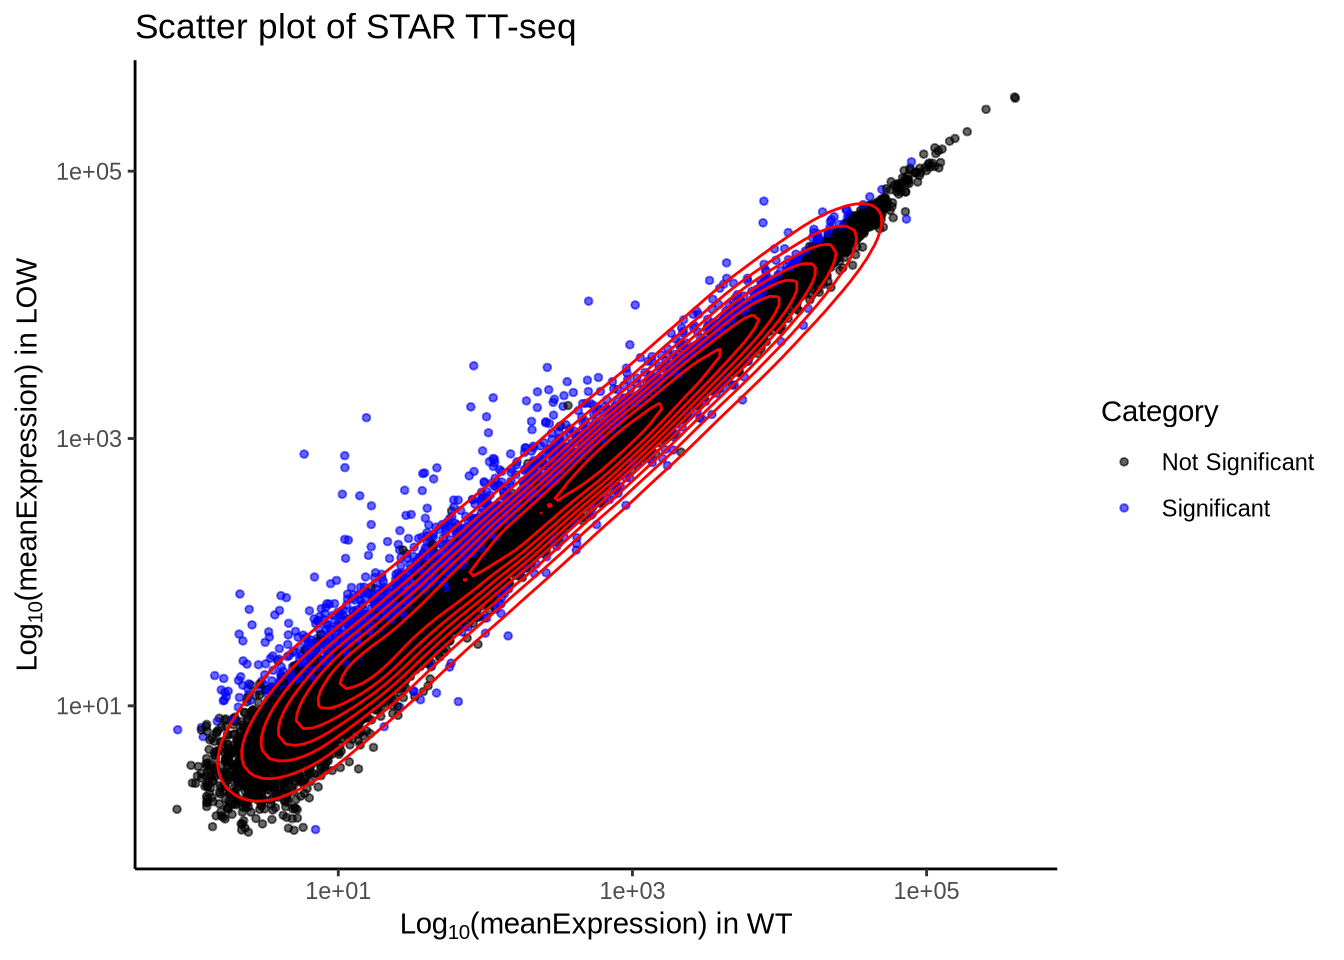 Scatter plot of STAR TT-seq
Log10(meanExpression) in LOW
1e+05
1e+03
1e+01
1e+01 1e+03 1e+05
Log10(meanExpression) in WT
Category
Not Significant
Significant